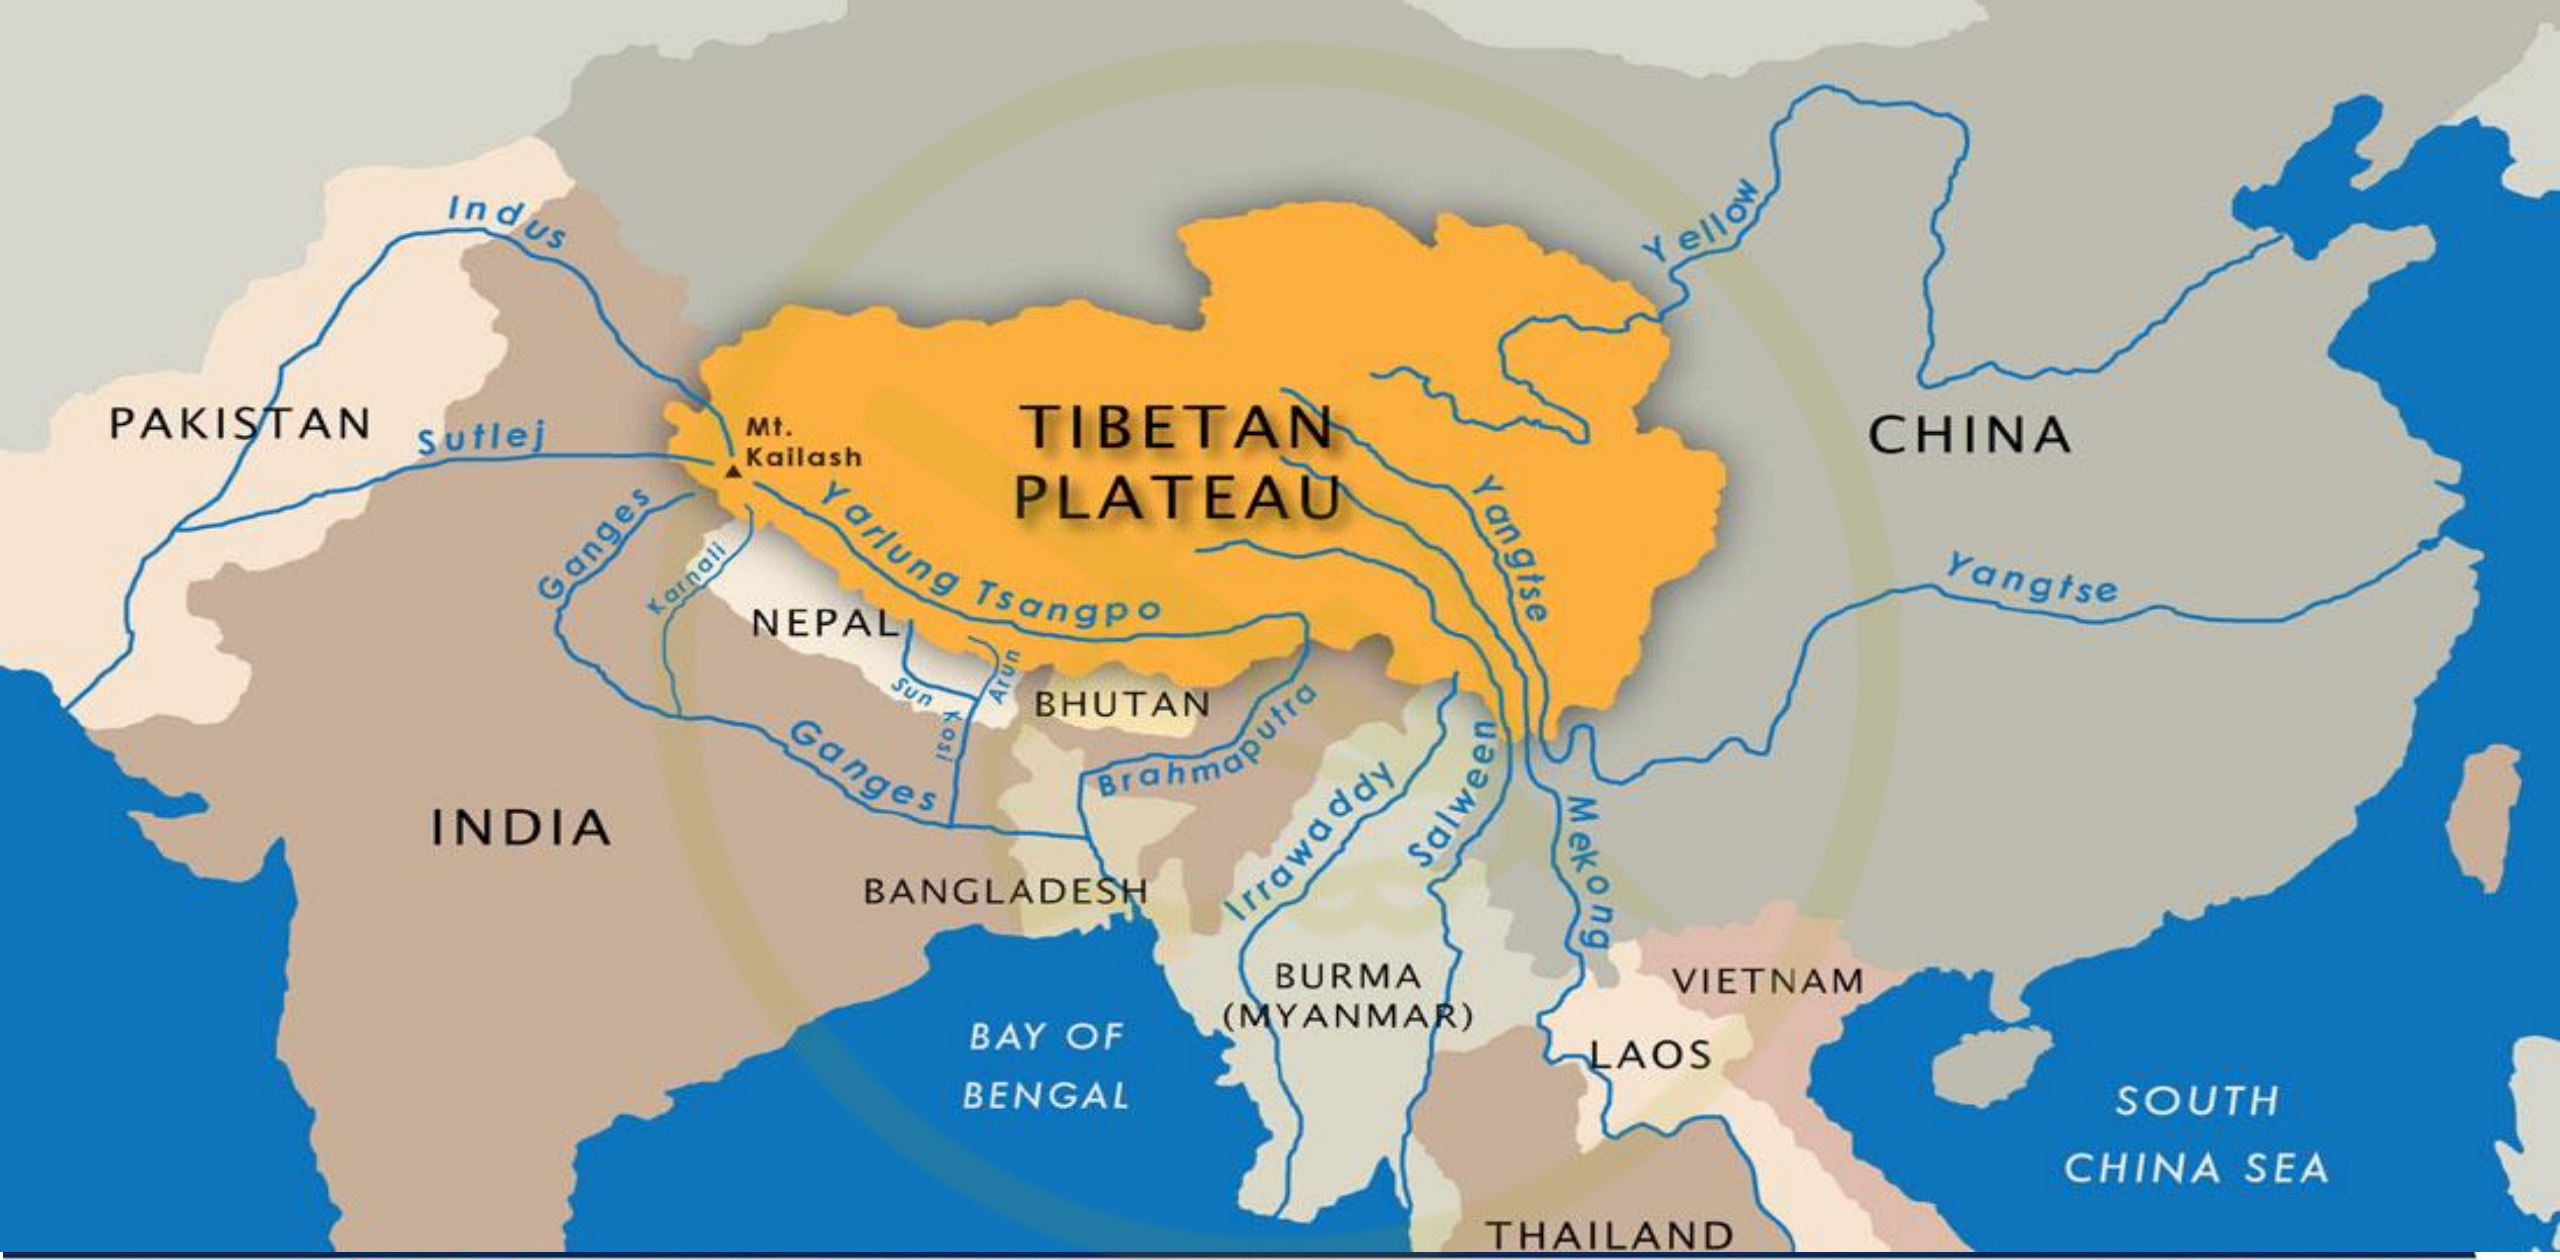 Indus
Yellow
PAKISTAN
Sutlej
Mt.
Kailash
TIBETAN
PLATEAU
CHINA
Ganges
Karnali
Yarlung Tsangpo
Yangtse
Yangtse
NEPAL
Sun Kosi
Arun
BHUTAN
Ganges
Brahmaputra
INDIA
Irrawaddy
Salween
Mekong
BANGLADESH
BURMA
(MYANMAR)
VIETNAM
LAOS
BAY OF
BENGAL
SOUTH
CHINA SEA
THAILAND